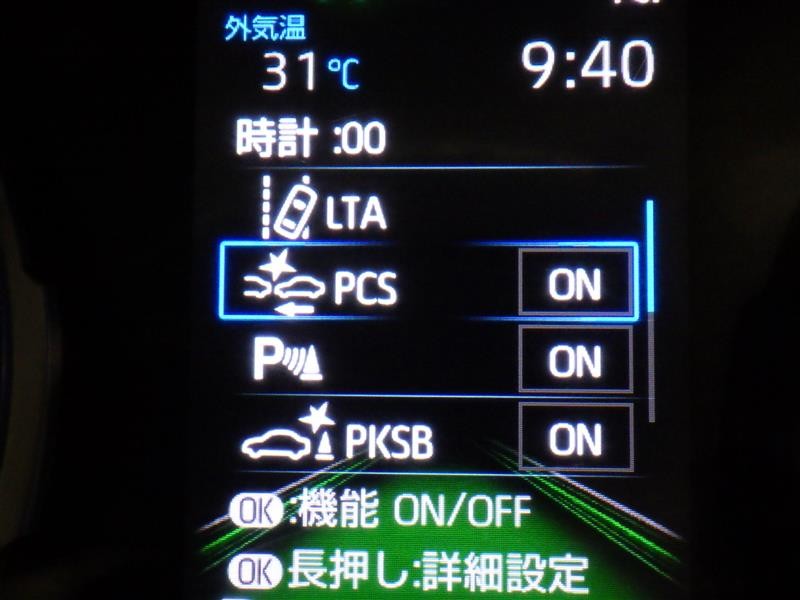 外気温
31℃ 9:40
時計 :00
LTA
PCS ON
P ON
PKSB ON
OK:機能 ON/OFF
OK長押し:詳細設定